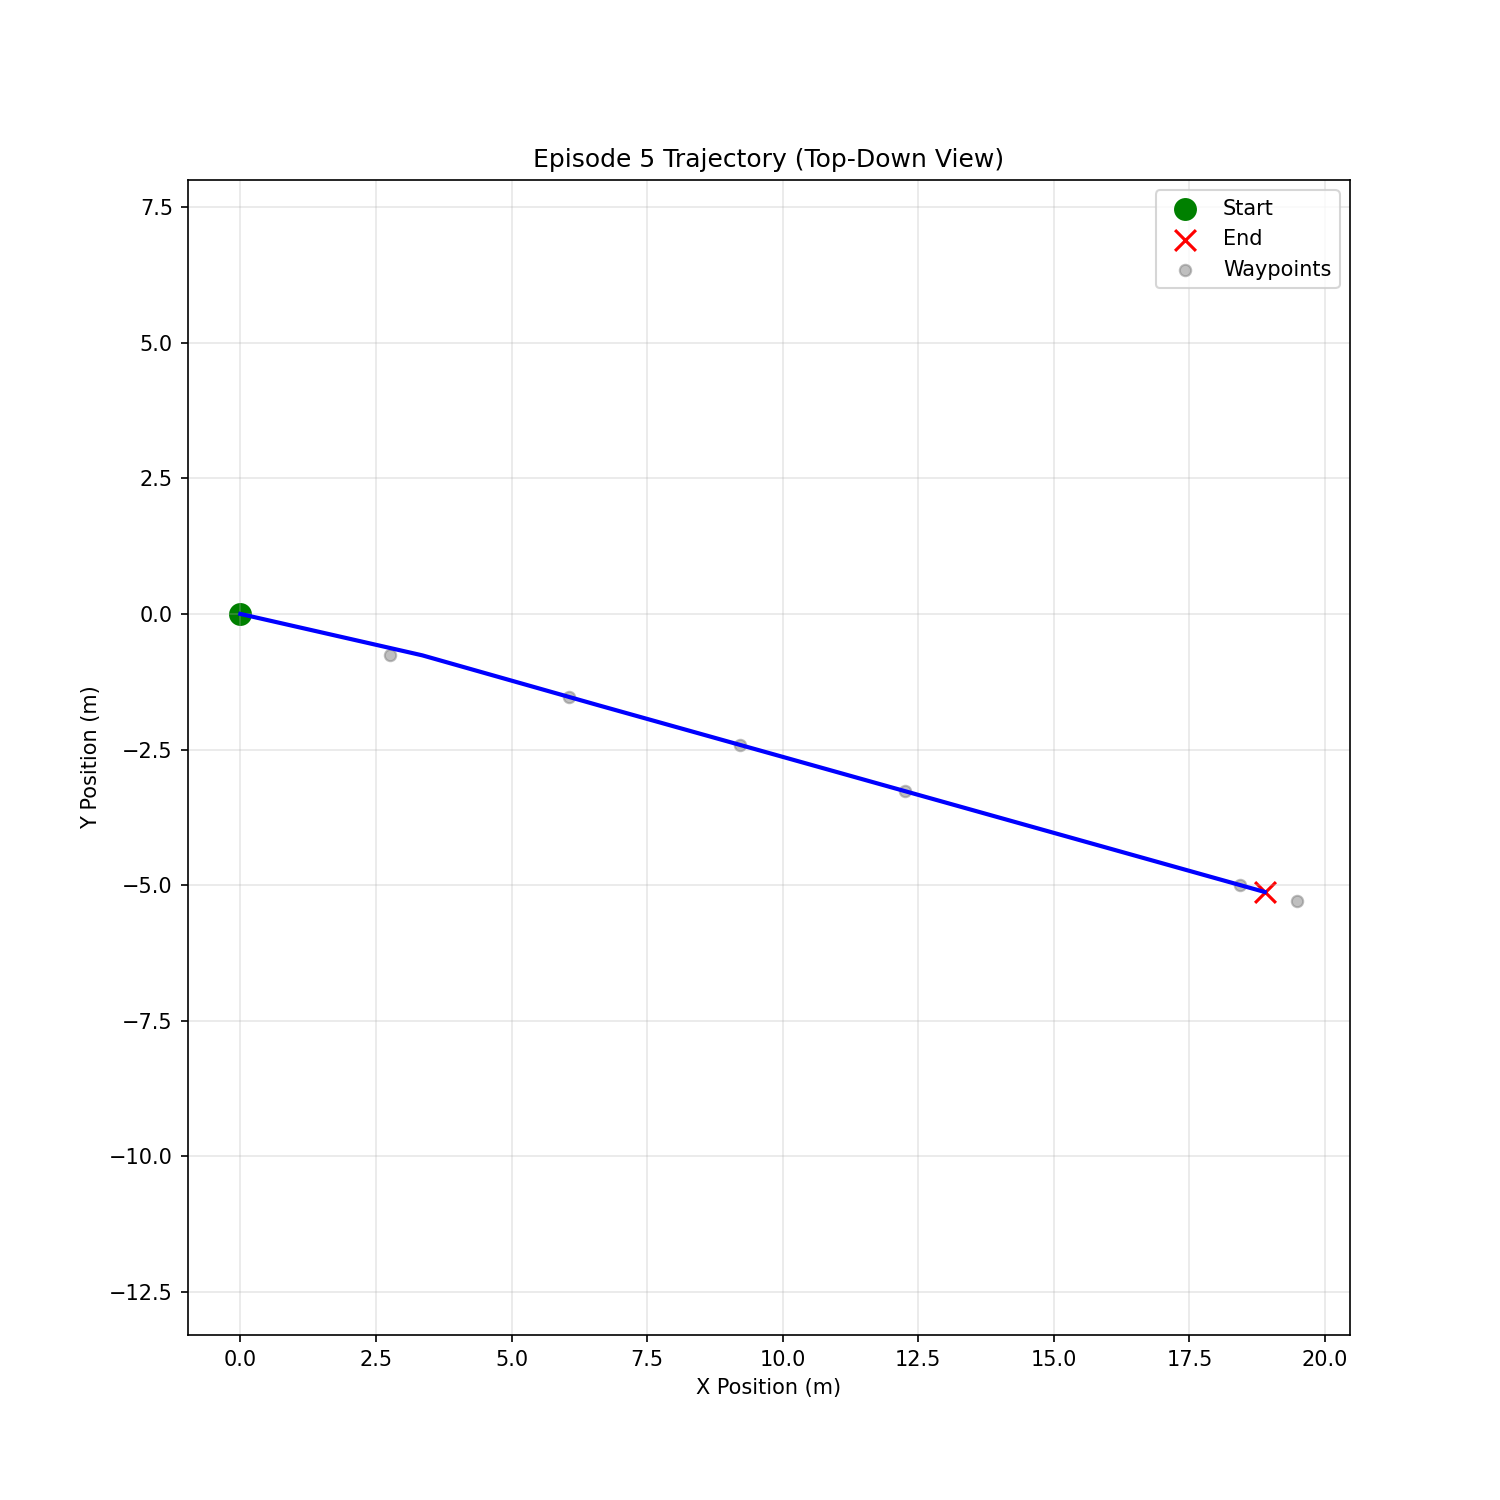 Episode 5 Trajectory (Top-Down View)
Start
End
Waypoints
7.5
5.0
2.5
0.0
−2.5
−5.0
−7.5
−10.0
−12.5
Y Position (m)
0.0 2.5 5.0 7.5 10.0 12.5 15.0 17.5 20.0
X Position (m)